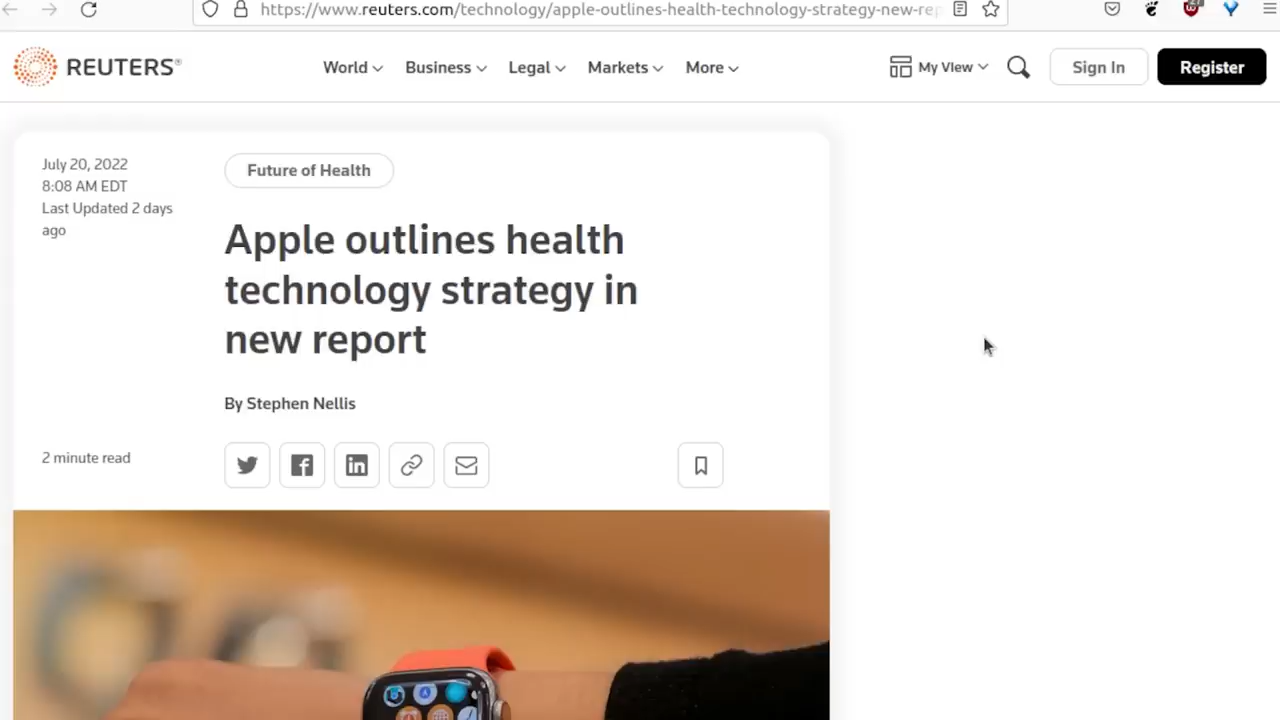 https://www.reuters.com/technology/apple-outlines-health-technology-strategy-new-rep
REUTERS®
World
Business
Legal
Markets
More
My View
Sign In
Register
July 20, 2022
8:08 AM EDT
Last Updated 2 days
ago
Future of Health
Apple outlines health
technology strategy in
new report
By Stephen Nellis
2 minute read